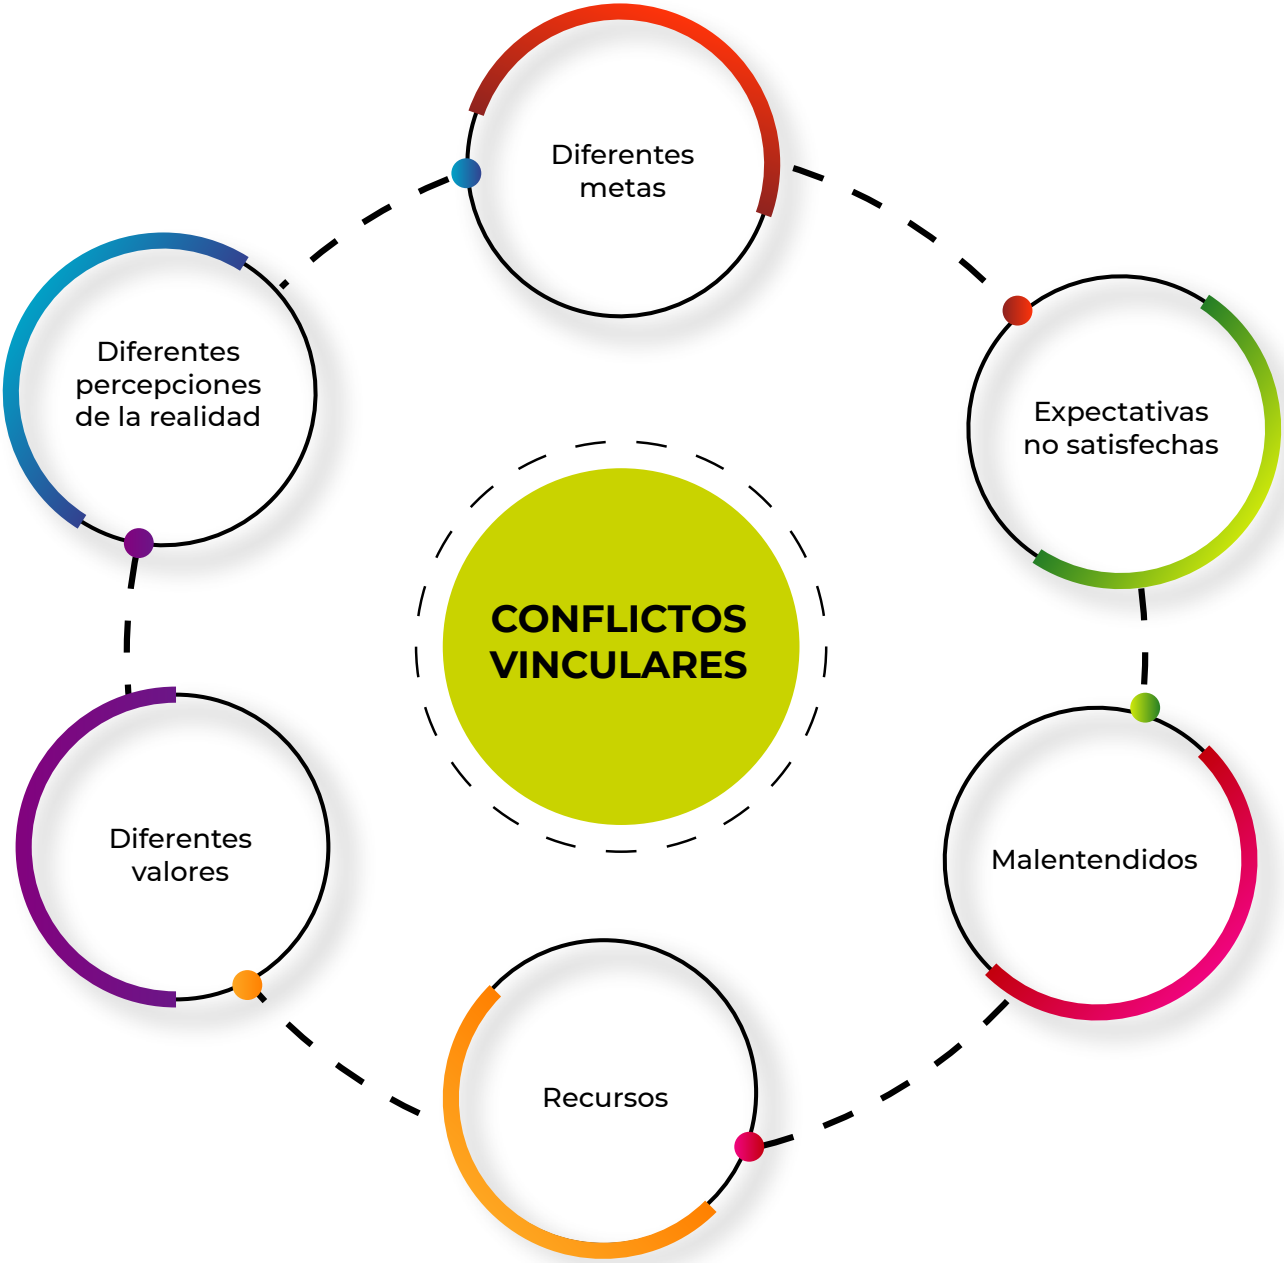 Diferentes
metas
Expectativas
no satisfechas
Malentendidos
Recursos
Diferentes
valores
Diferentes
percepciones
de la realidad
CONFLICTOS
VINCULARES